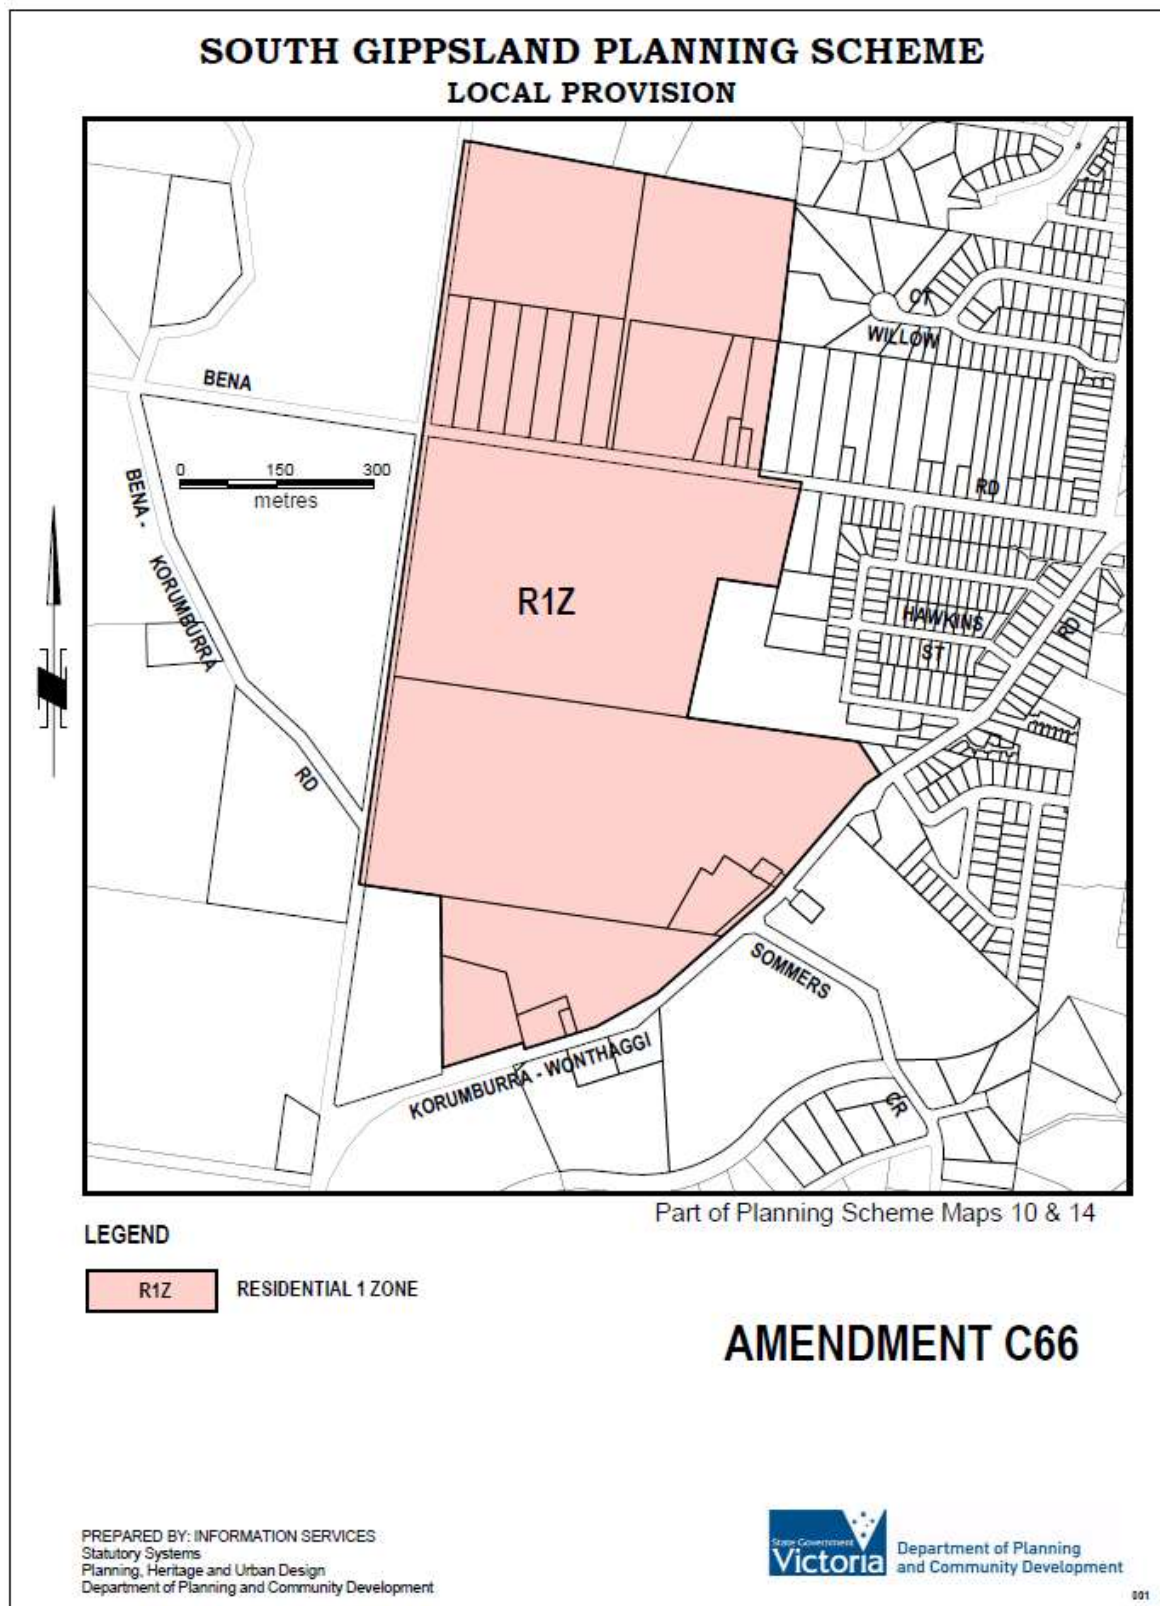 SOUTH GIPPSLAND PLANNING SCHEME
LOCAL PROVISION
CT
WILLOW
BENA
0 150 300
metres
BENA -
KORUMBURRA
RD
RD
R1Z
HAWKINS
ST
RD
SOMMERS
CR
KORUMBURRA - WONTHAGGI
Part of Planning Scheme Maps 10 & 14
LEGEND
R1Z RESIDENTIAL 1 ZONE
AMENDMENT C66
PREPARED BY: INFORMATION SERVICES
Statutory Systems
Planning, Heritage and Urban Design
Department of Planning and Community Development
State Government
Victoria
Department of Planning
and Community Development
001